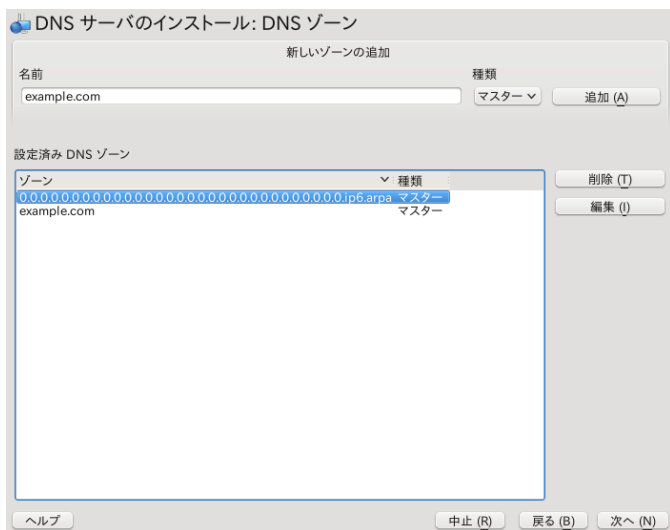 DNS サーバのインストール: DNS ゾーン
新しいゾーンの追加
名前 種類
example.com マスター 追加 (A)
設定済み DNS ゾーン
ゾーン 種類 削除 (T)
0.0.0.0.0.0.0.0.0.0.0.0.0.0.0.0.0.0.0.0.0.0.0.0.0.0.0.0.0.0.0.ip6.arpa マスター
example.com マスター 編集 (I)
ヘルプ 中止 (R) 戻る (B) 次へ (N)